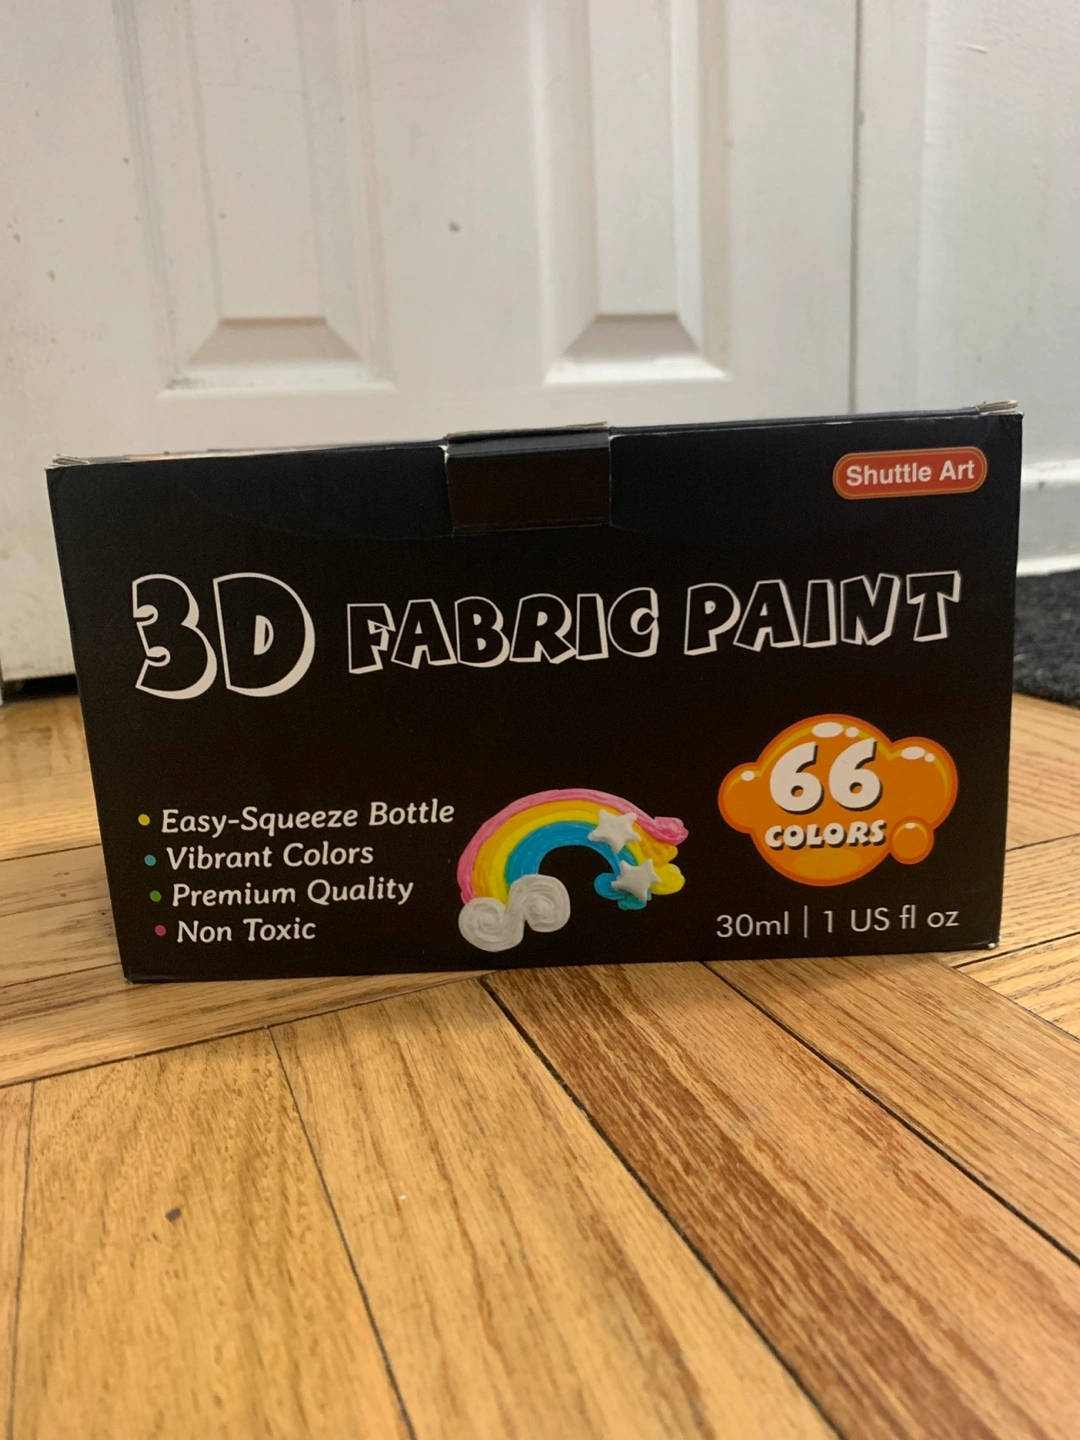 Shuttle Art
3D FABRIC PAINT
66
COLORS
• Easy-Squeeze Bottle
• Vibrant Colors
• Premium Quality
• Non Toxic
30ml | 1 US fl oz